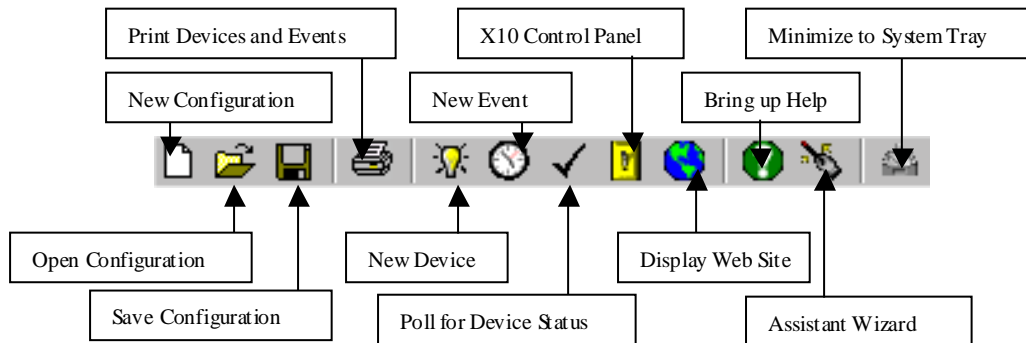 Print Devices and Events
X10 Control Panel
Minimize to System Tray
New Configuration
New Event
Bring up Help
Open Configuration
New Device
Display Web Site
Save Configuration
Poll for Device Status
Assistant Wizard